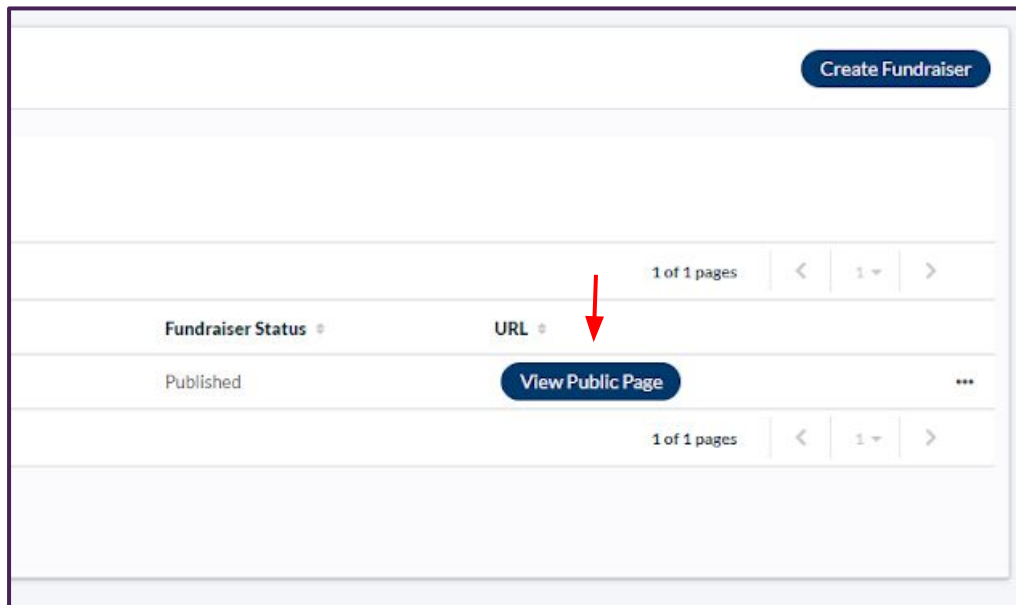 Create Fundraiser
1 of 1 pages 1
Fundraiser Status URL
Published View Public Page ...
1 of 1 pages 1